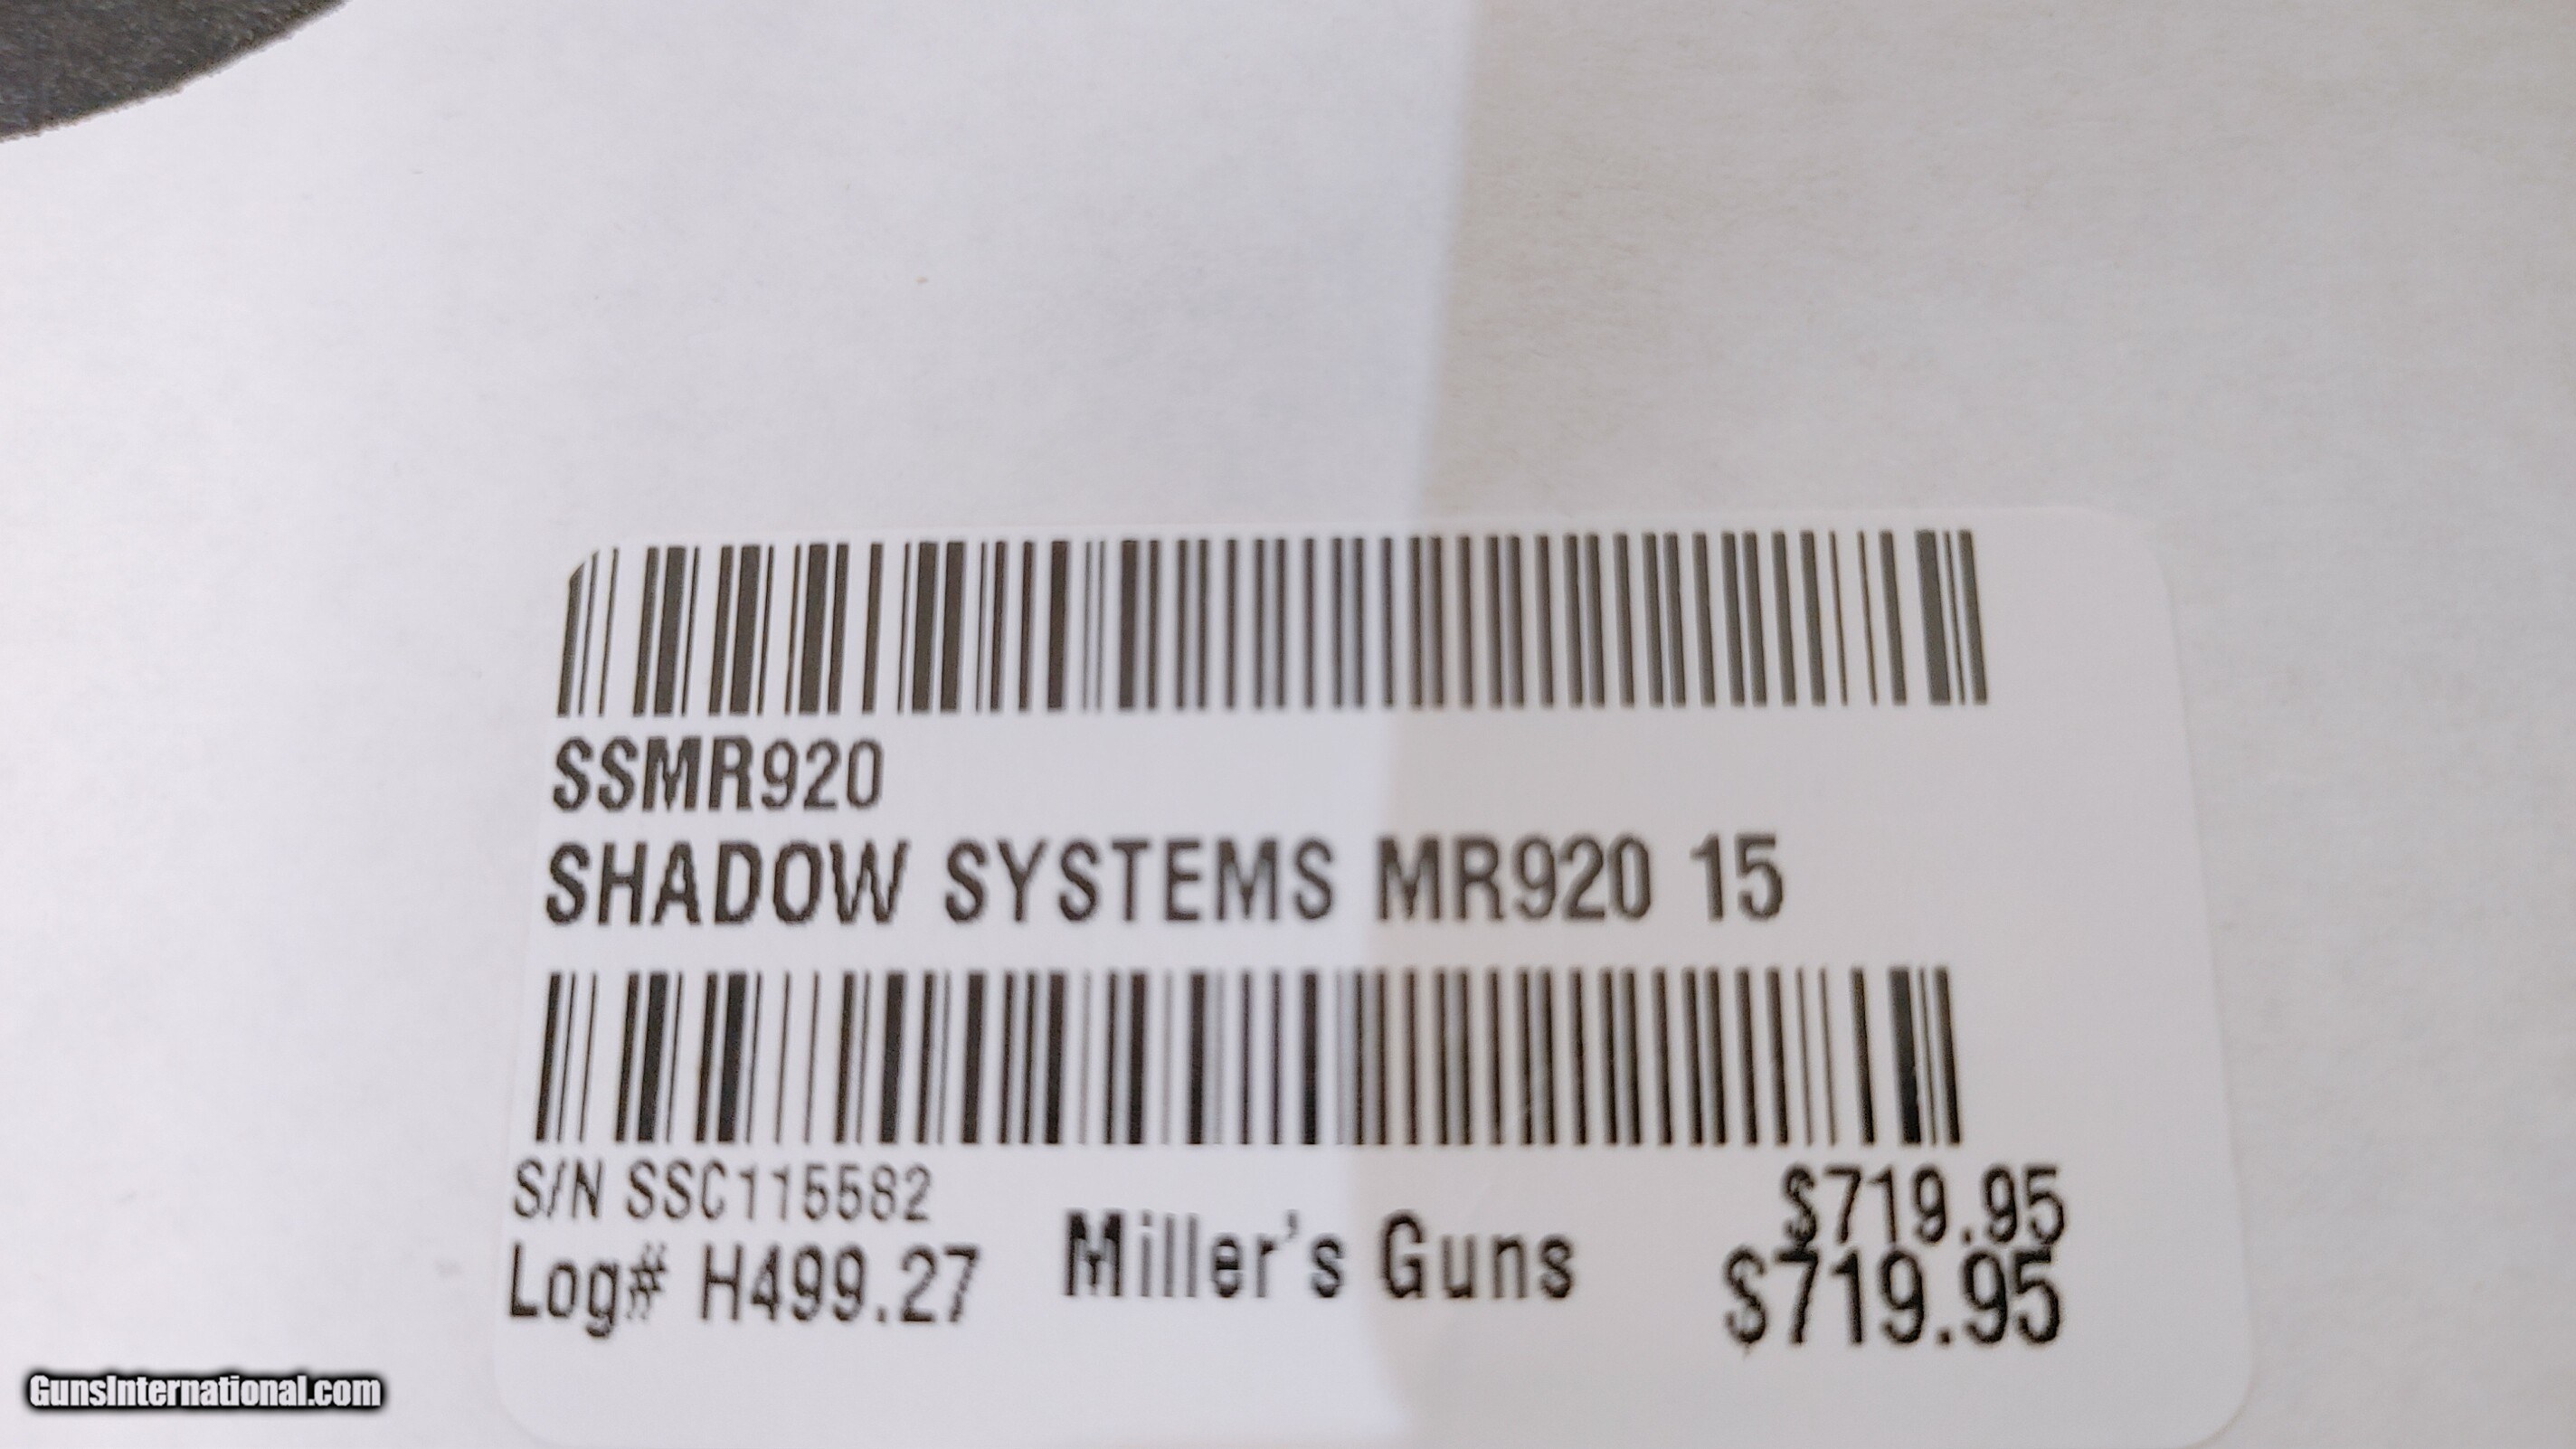 SSMR920
SHADOW SYSTEMS MR920 15
S/N SSC115582
$719.95
Log# H499.27
Miller's Guns
$719.95
GunsInternational.com